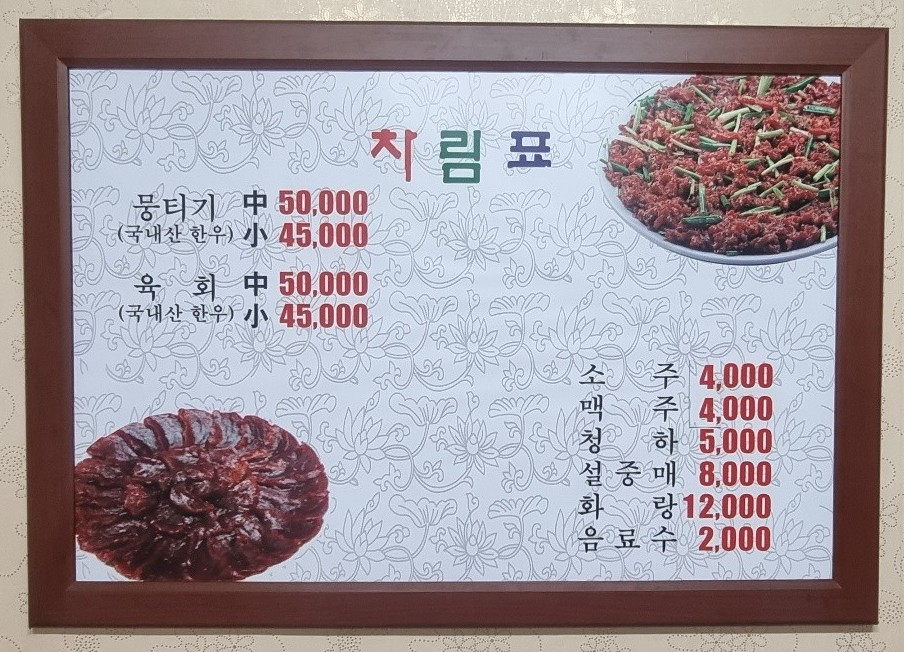 차림표
뭉티기 中 50,000
(국내산 한우) 小 45,000
육 회 中 50,000
(국내산 한우) 小 45,000
소 주 4,000
맥 주 4,000
청 하 5,000
설중매 8,000
화 랑 12,000
음료수 2,000